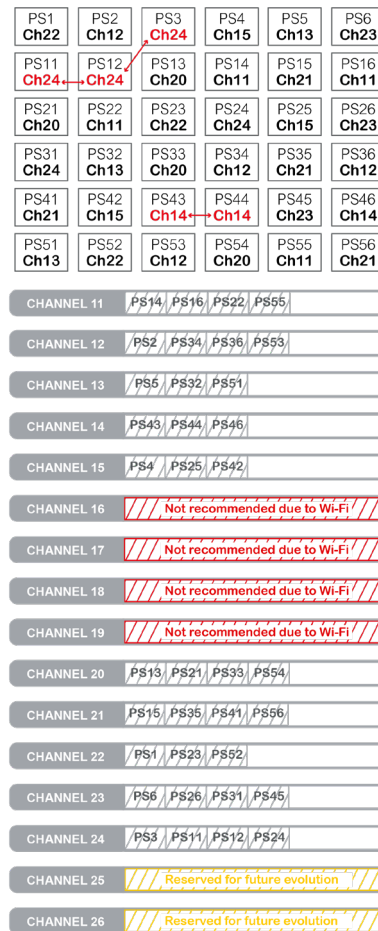 PS1 PS2 PS3 PS4 PS5 PS6
Ch22 Ch12 Ch24 Ch15 Ch13 Ch23
PS11 PS12 PS13 PS14 PS15 PS16
Ch24 Ch24 Ch20 Ch11 Ch21 Ch11
PS21 PS22 PS23 PS24 PS25 PS26
Ch20 Ch11 Ch22 Ch24 Ch15 Ch23
PS31 PS32 PS33 PS34 PS35 PS36
Ch24 Ch13 Ch20 Ch12 Ch21 Ch12
PS41 PS42 PS43 PS44 PS45 PS46
Ch21 Ch15 Ch14 Ch14 Ch23 Ch14
PS51 PS52 PS53 PS54 PS55 PS56
Ch13 Ch22 Ch12 Ch20 Ch11 Ch21
CHANNEL 11 PS14 PS16 PS22 PS55
CHANNEL 12 PS2 PS34 PS36 PS53
CHANNEL 13 PS5 PS32 PS51
CHANNEL 14 PS43 PS44 PS46
CHANNEL 15 PS4 PS25 PS42
CHANNEL 16 Not recommended due to Wi-Fi
CHANNEL 17 Not recommended due to Wi-Fi
CHANNEL 18 Not recommended due to Wi-Fi
CHANNEL 19 Not recommended due to Wi-Fi
CHANNEL 20 PS13 PS21 PS33 PS54
CHANNEL 21 PS15 PS35 PS41 PS56
CHANNEL 22 PS1 PS23 PS52
CHANNEL 23 PS6 PS26 PS31 PS45
CHANNEL 24 PS3 PS11 PS12 PS24
CHANNEL 25 Reserved for future evolution
CHANNEL 26 Reserved for future evolution